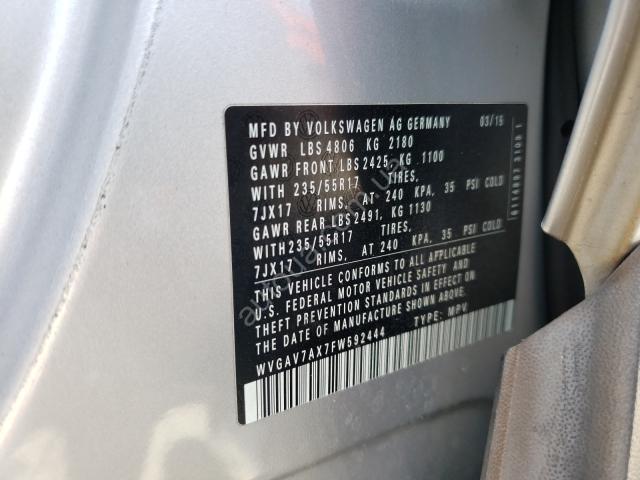 MFD BY VOLKSWAGEN AG GERMANY 03/15
GVWR LBS 4806 KG 2180
GAWR FRONT LBS 2425, KG 1100
WITH 235/55R17 TIRES,
7JX17 RIMS, AT 240 KPA, 35 PSI COLD
GAWR REAR LBS 2491, KG 1130
WITH 235/55R17 TIRES,
7JX17 RIMS, AT 240 KPA, 35 PSI COLD
THIS VEHICLE CONFORMS TO ALL APPLICABLE
U.S. FEDERAL MOTOR VEHICLE SAFETY AND
THEFT PREVENTION STANDARDS IN EFFECT ON
THE DATE OF MANUFACTURE SHOWN ABOVE.
WVGAV7AX7FW592444 TYPE: MPV